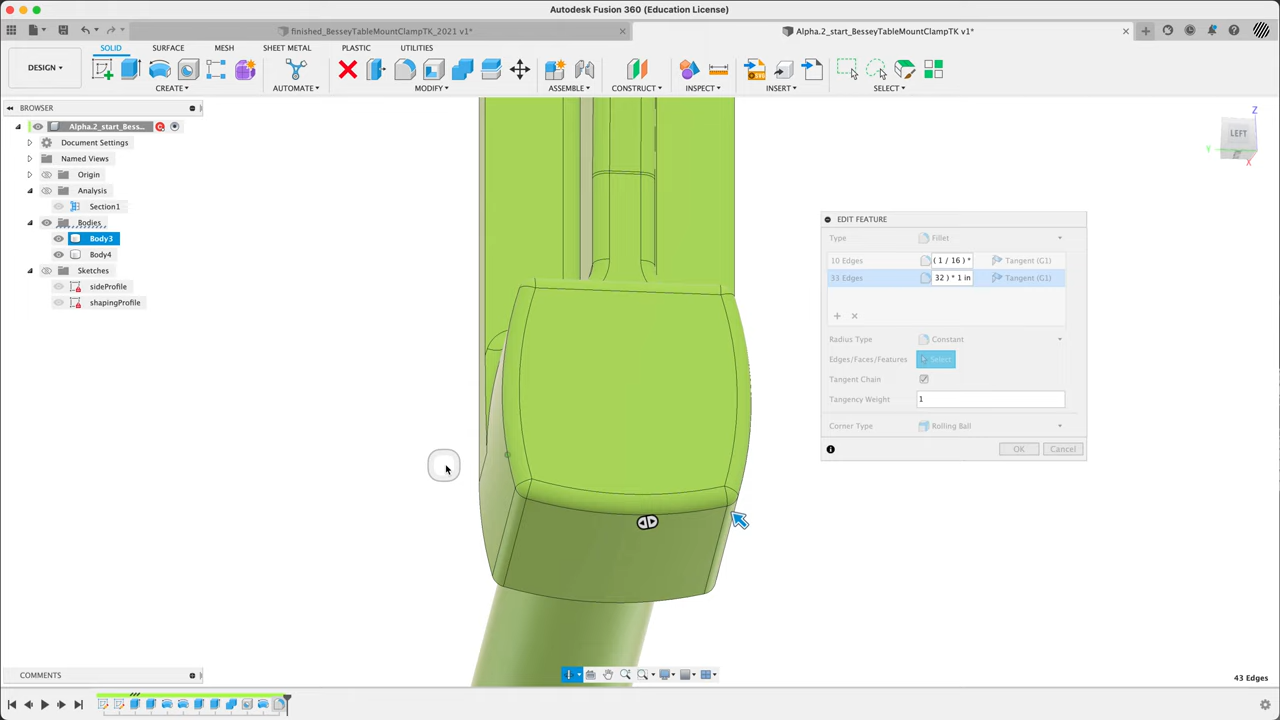 Autodesk Fusion 360 (Education License)
finished_BesseyTableMountClampTK_2021 v1*
Alpha.2_start_BesseyTableMountClampTK v1*
SOLID
SURFACE
MESH
SHEET METAL
PLASTIC
UTILITIES
DESIGN
CREATE
AUTOMATE
MODIFY
ASSEMBLE
CONSTRUCT
INSPECT
INSERT
SELECT
BROWSER
Alpha.2_start_Bess...
Document Settings
Named Views
Origin
Analysis
Section1
Bodies
Body3
Body4
Sketches
sideProfile
shapingProfile
Z
LEFT
Y
X
EDIT FEATURE
Type
Fillet
10 Edges
( 1 / 16 ) *
Tangent (G1)
33 Edges
32 ) * 1 in
Tangent (G1)
Radius Type
Constant
Edges/Faces/Features
Select
Tangent Chain
Tangency Weight
1
Corner Type
Rolling Ball
OK
Cancel
COMMENTS
43 Edges